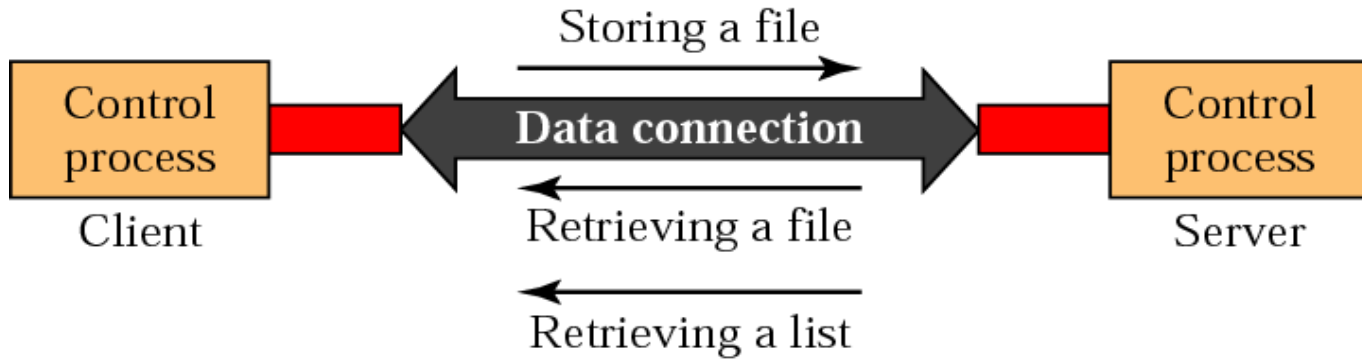 Storing a file
Control
process
Data connection
Control
process
Client
Retrieving a file
Server
Retrieving a list